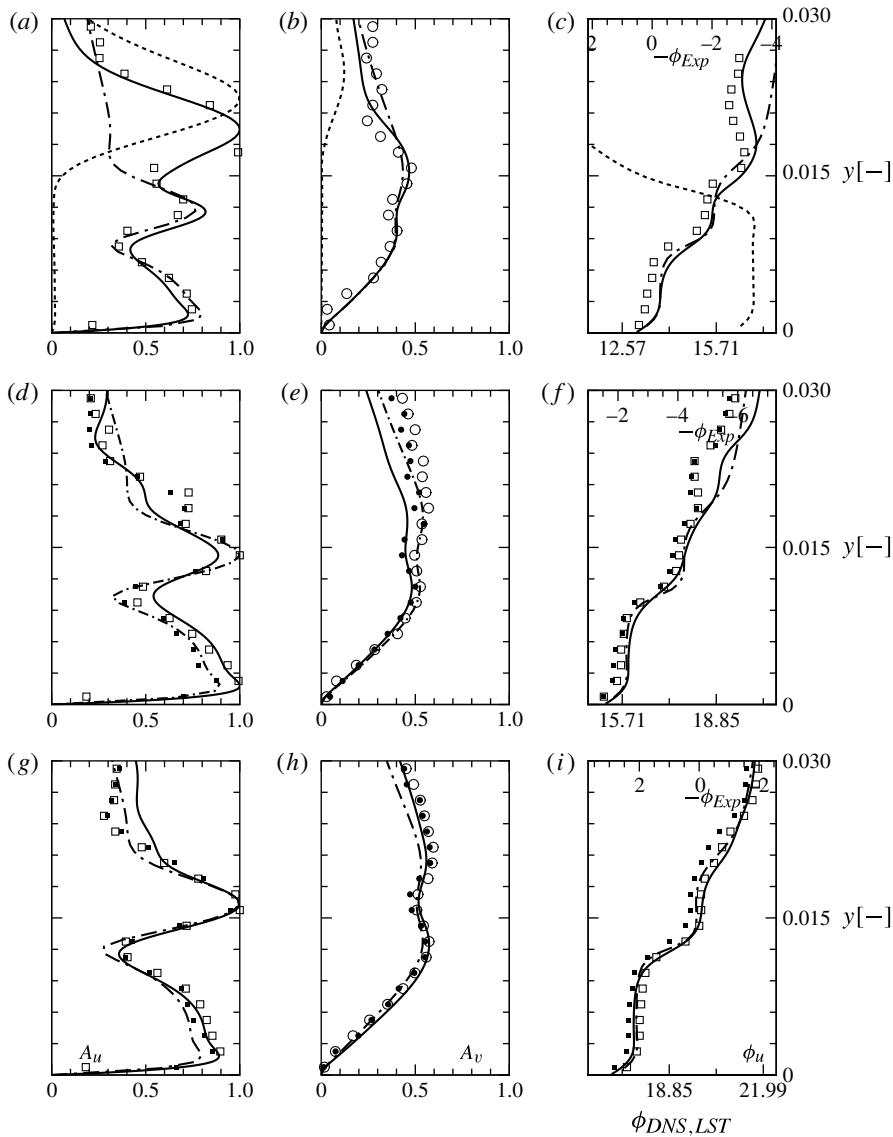 (a) (b) (c) 0.030
2 0 −2 −4
−ϕExp
0.015 y[−]
0
0 0.5 1.0 0 0.5 1.0 12.57 15.71
(d) (e) (f) 0.030
−2 −4 −6
−ϕExp
0.015 y[−]
0
0 0.5 1.0 0 0.5 1.0 15.71 18.85
(g) (h) (i) 0.030
2 0 −2
−ϕExp
0.015 y[−]
Au Av ϕu
0
0 0.5 1.0 0 0.5 1.0 18.85 21.99
ϕDNS,LST